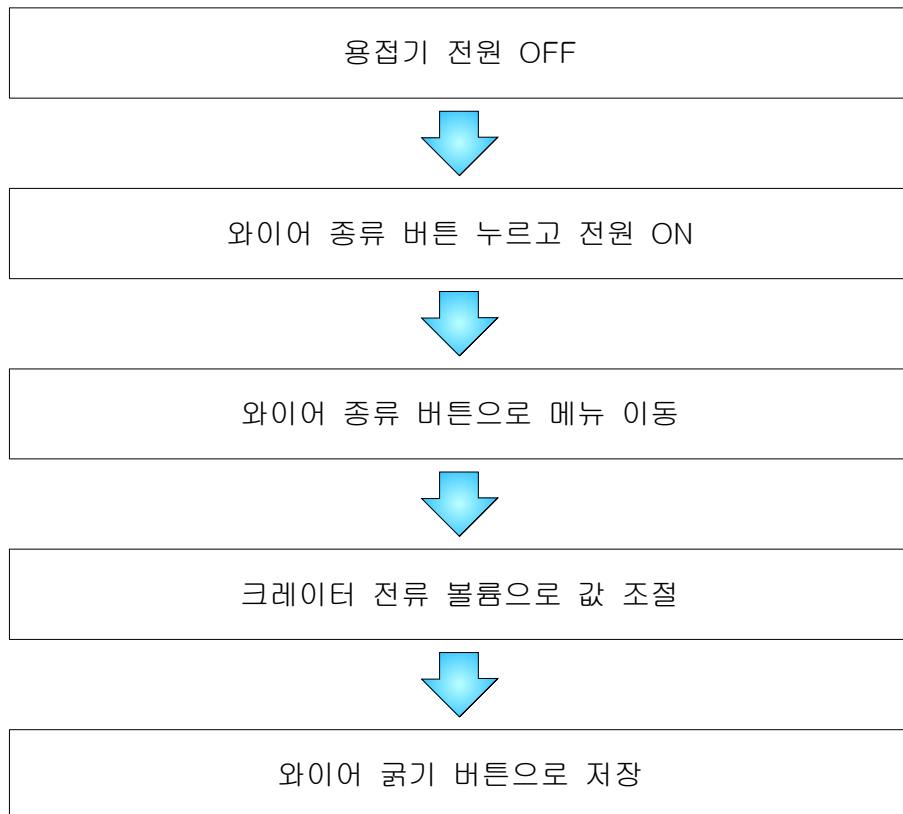 용접기 전원 OFF
와이어 종류 버튼 누르고 전원 ON
와이어 종류 버튼으로 메뉴 이동
크레이터 전류 볼륨으로 값 조절
와이어 굵기 버튼으로 저장